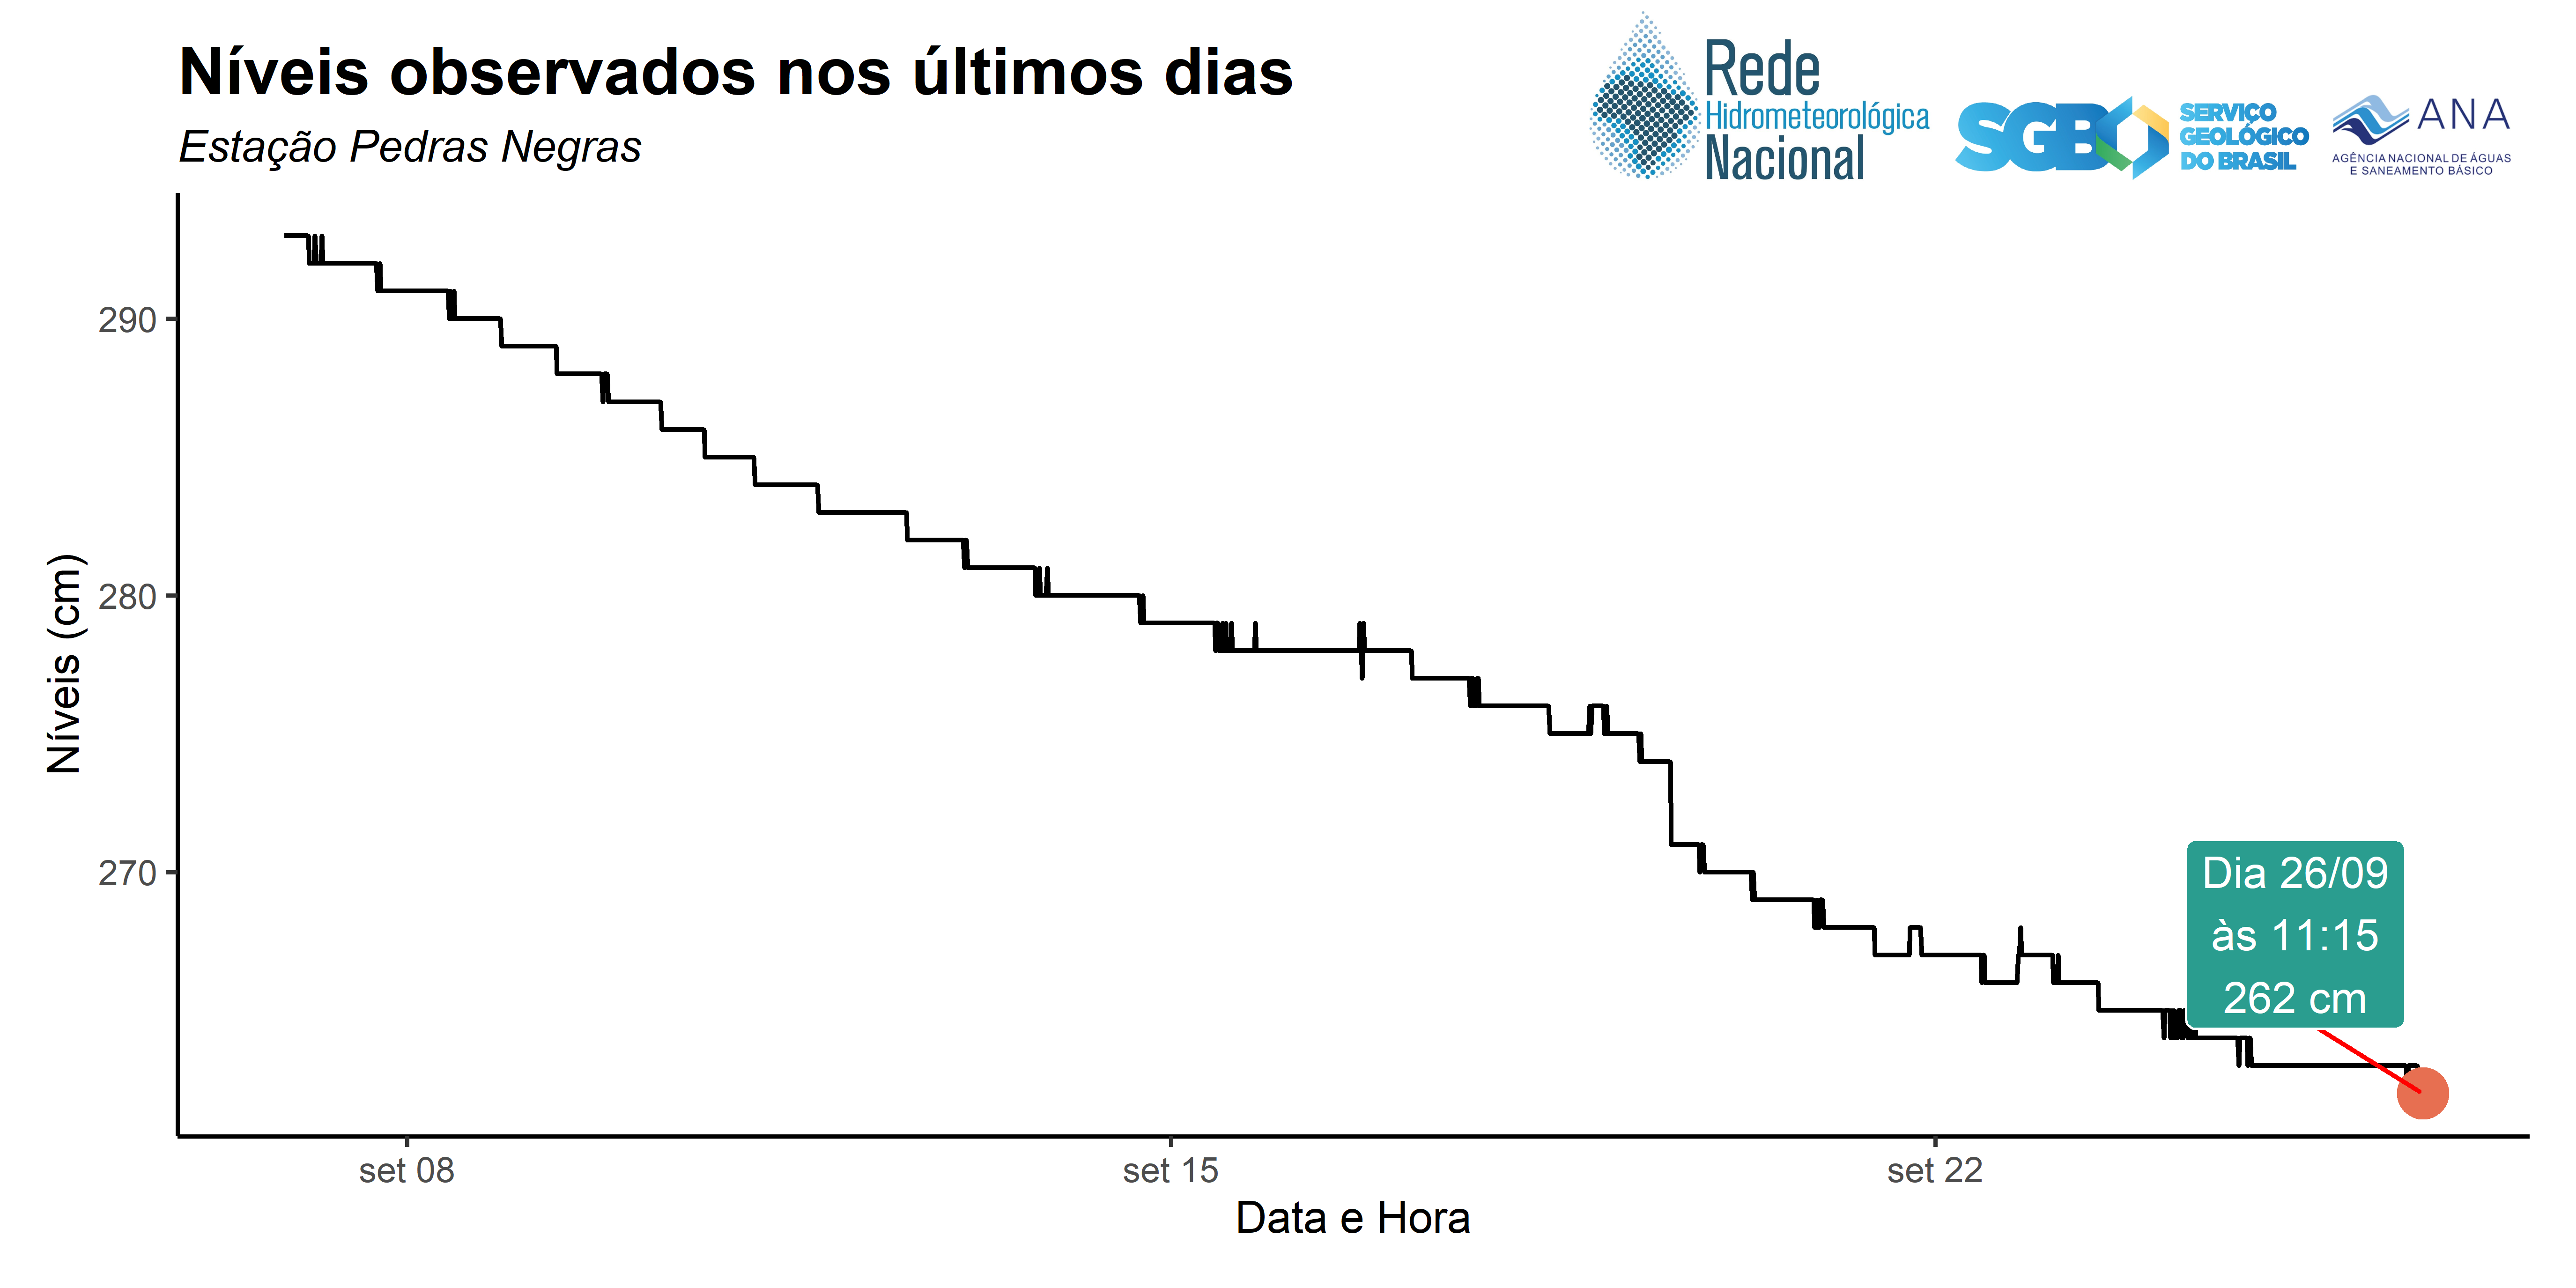 Níveis observados nos últimos dias
Estação Pedras Negras
Rede
Hidrometeorológica
Nacional
SGB
SERVIÇO
GEOLÓGICO
DO BRASIL
ANA
AGÊNCIA NACIONAL DE ÁGUAS
E SANEAMENTO BÁSICO
Níveis (cm)
290
280
270
Dia 26/09
às 11:15
262 cm
set 08
set 15
set 22
Data e Hora